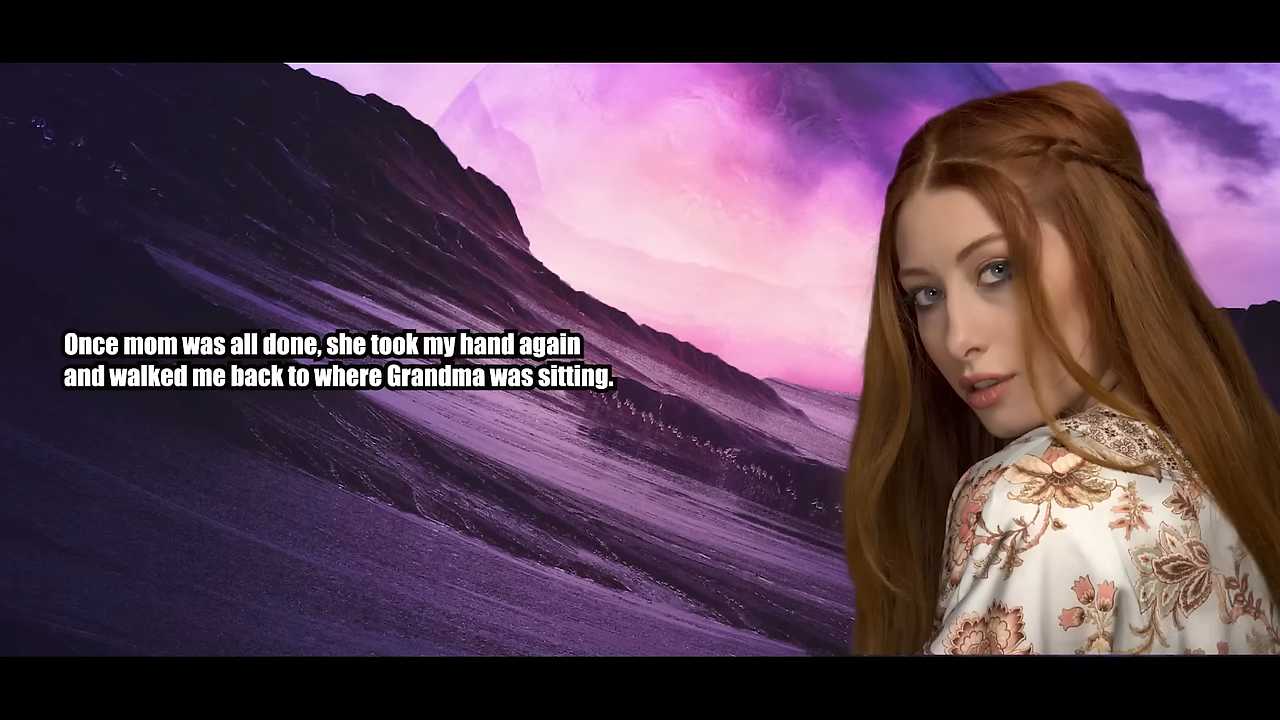 Once mom was all done, she took my hand again
and walked me back to where Grandma was sitting.